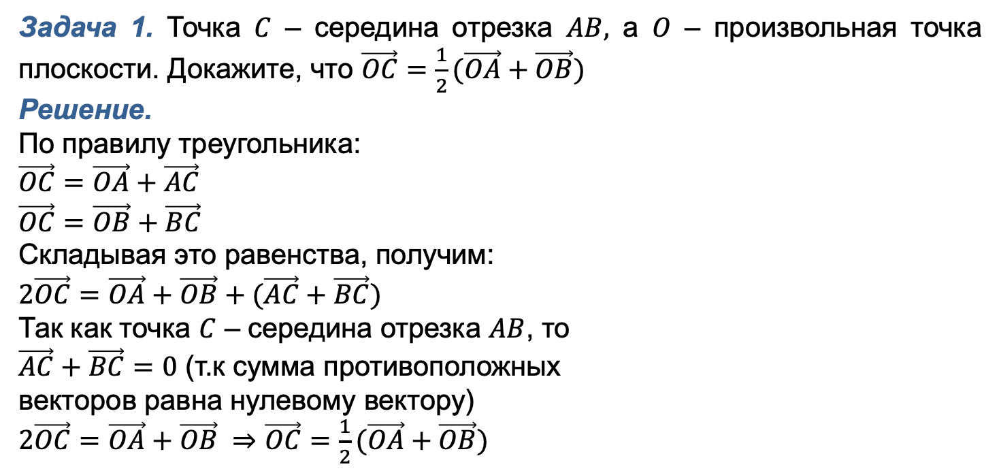 Задача 1. Точка C – середина отрезка AB, а O – произвольная точка
плоскости. Докажите, что $\overrightarrow{OC} = \frac{1}{2}(\overrightarrow{OA} + \overrightarrow{OB})$
Решение.
По правилу треугольника:
$\overrightarrow{OC} = \overrightarrow{OA} + \overrightarrow{AC}$
$\overrightarrow{OC} = \overrightarrow{OB} + \overrightarrow{BC}$
Складывая это равенства, получим:
$2\overrightarrow{OC} = \overrightarrow{OA} + \overrightarrow{OB} + (\overrightarrow{AC} + \overrightarrow{BC})$
Так как точка C – середина отрезка AB, то
$\overrightarrow{AC} + \overrightarrow{BC} = 0$ (т.к сумма противоположных
векторов равна нулевому вектору)
$2\overrightarrow{OC} = \overrightarrow{OA} + \overrightarrow{OB} \Rightarrow \overrightarrow{OC} = \frac{1}{2}(\overrightarrow{OA} + \overrightarrow{OB})$